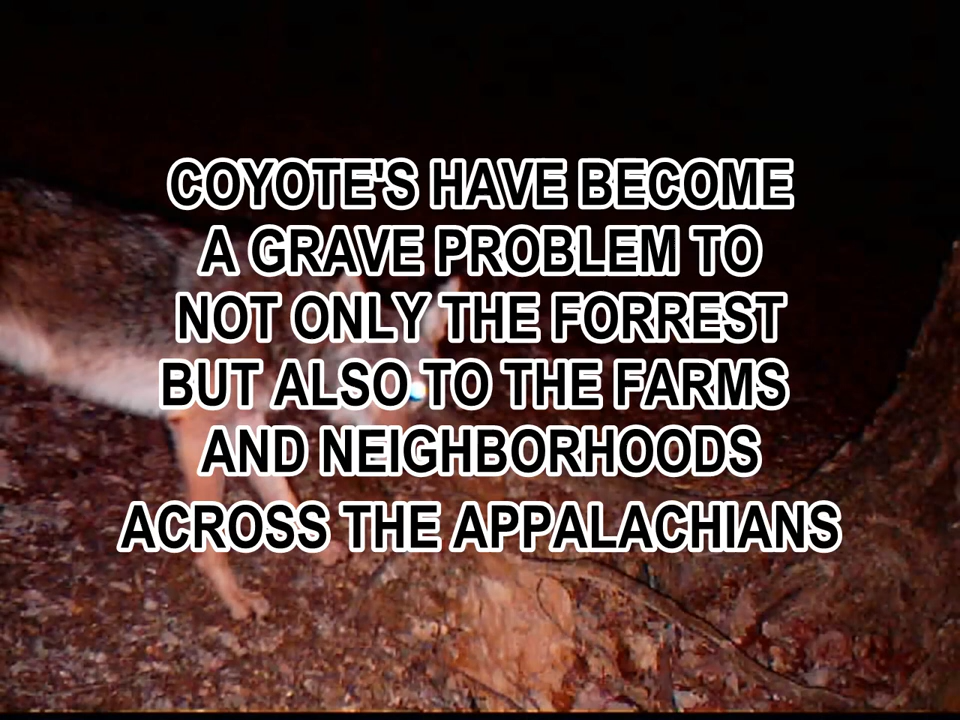 COYOTE'S HAVE BECOME
A GRAVE PROBLEM TO
NOT ONLY THE FORREST
BUT ALSO TO THE FARMS
AND NEIGHBORHOODS
ACROSS THE APPALACHIANS